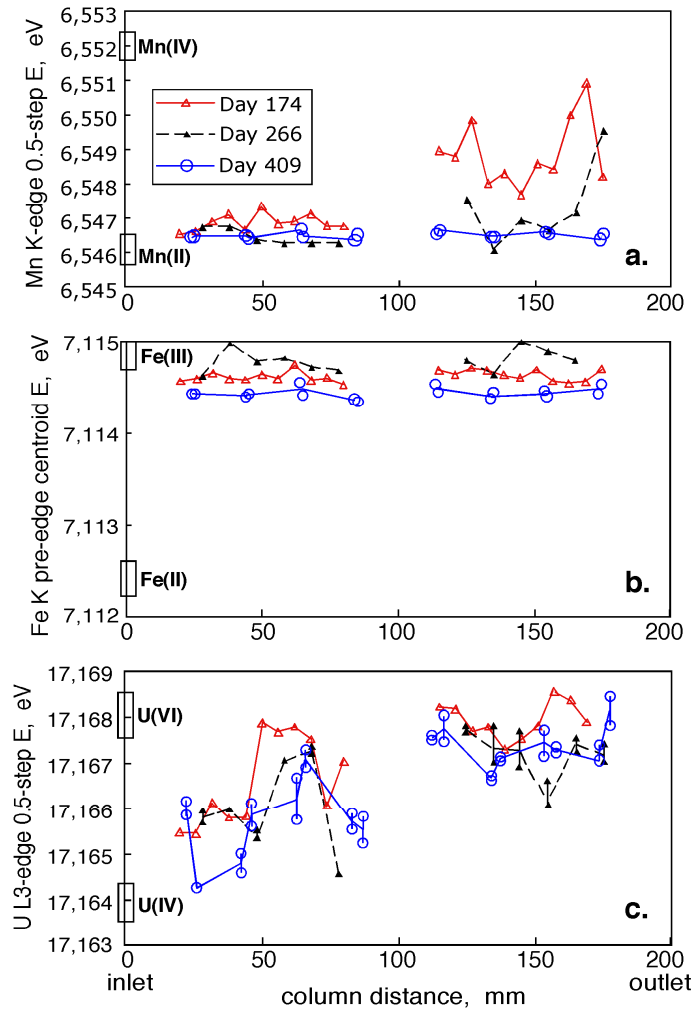 Mn K-edge 0.5-step E, eV
6,553
6,552
6,551
6,550
6,549
6,548
6,547
6,546
6,545
Mn(IV)
Mn(II)
Day 174
Day 266
Day 409
a.
0
50
100
150
200
Fe K pre-edge centroid E, eV
7,115
7,114
7,113
7,112
Fe(III)
Fe(II)
b.
0
50
100
150
200
U L3-edge 0.5-step E, eV
17,169
17,168
17,167
17,166
17,165
17,164
17,163
U(VI)
U(IV)
c.
0
50
100
150
200
inlet
column distance, mm
outlet